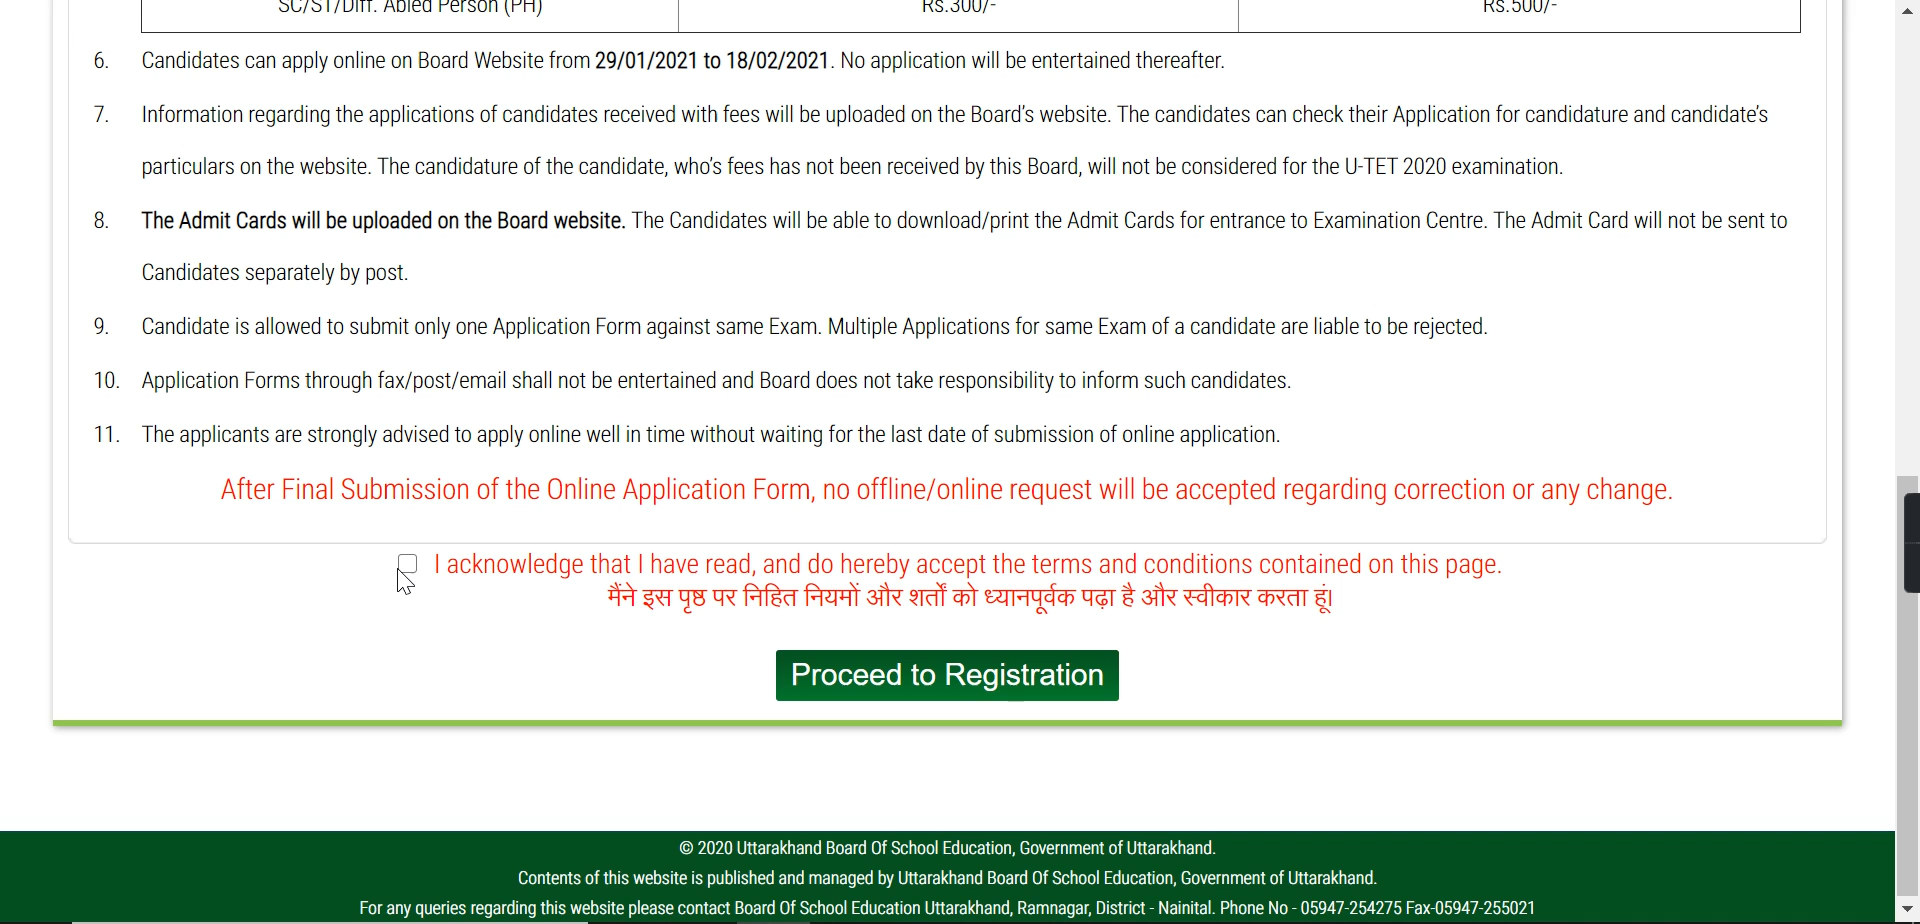 SC/ST/Diff. Abled Person (PH) Rs.300/- Rs.500/-
6. Candidates can apply online on Board Website from 29/01/2021 to 18/02/2021. No application will be entertained thereafter.
7. Information regarding the applications of candidates received with fees will be uploaded on the Board's website. The candidates can check their Application for candidature and candidate's
particulars on the website. The candidature of the candidate, who's fees has not been received by this Board, will not be considered for the U-TET 2020 examination.
8. The Admit Cards will be uploaded on the Board website. The Candidates will be able to download/print the Admit Cards for entrance to Examination Centre. The Admit Card will not be sent to
Candidates separately by post.
9. Candidate is allowed to submit only one Application Form against same Exam. Multiple Applications for same Exam of a candidate are liable to be rejected.
10. Application Forms through fax/post/email shall not be entertained and Board does not take responsibility to inform such candidates.
11. The applicants are strongly advised to apply online well in time without waiting for the last date of submission of online application.
After Final Submission of the Online Application Form, no offline/online request will be accepted regarding correction or any change.
I acknowledge that I have read, and do hereby accept the terms and conditions contained on this page.
मैंने इस पृष्ठ पर निहित नियमों और शर्तों को ध्यानपूर्वक पढ़ा है और स्वीकार करता हूं।
Proceed to Registration
© 2020 Uttarakhand Board Of School Education, Government of Uttarakhand.
Contents of this website is published and managed by Uttarakhand Board Of School Education, Government of Uttarakhand.
For any queries regarding this website please contact Board Of School Education Uttarakhand, Ramnagar, District - Nainital. Phone No - 05947-254275 Fax-05947-255021